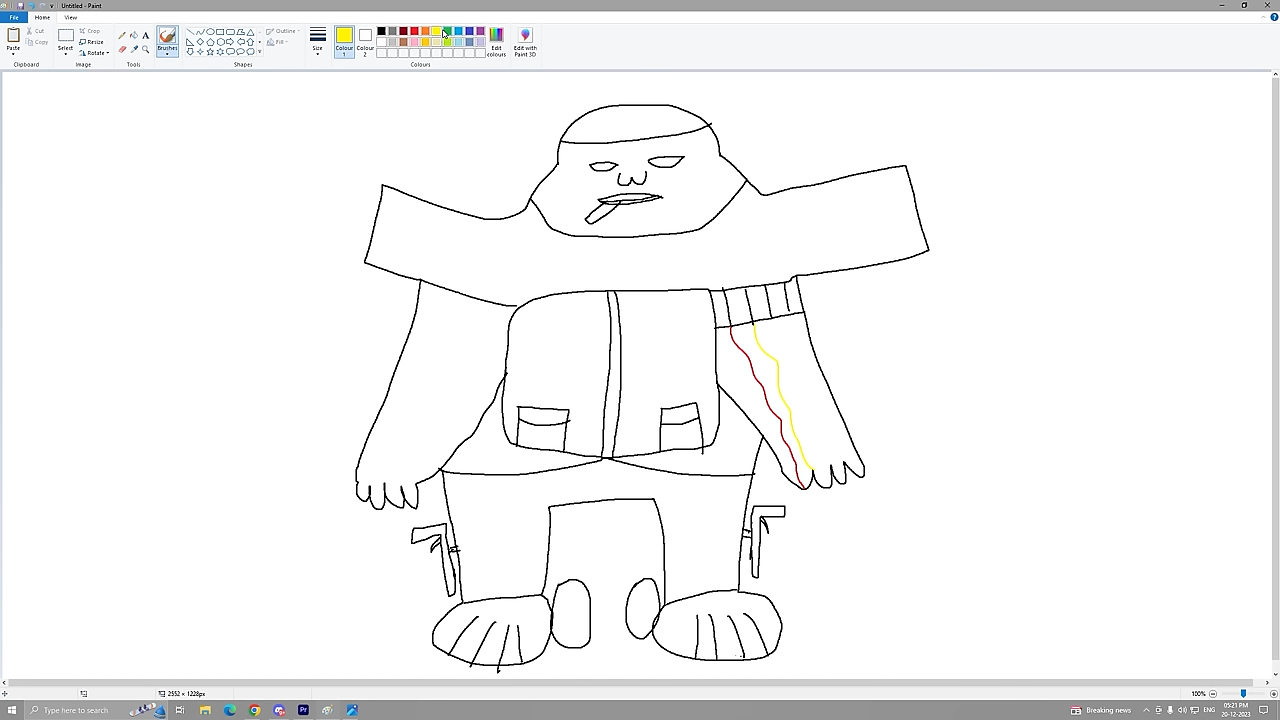 Untitled - Paint
File Home View
Paste Cut Copy Clipboard
Select Crop Resize Rotate Image
Tools
Brushes
Outline Fill Shapes
Size
Colour 1 Colour 2
Edit colours Edit with Paint 3D
Colours
2552 × 1228px 100%
Type here to search Breaking news ENG 05:21 PM 20-12-2023